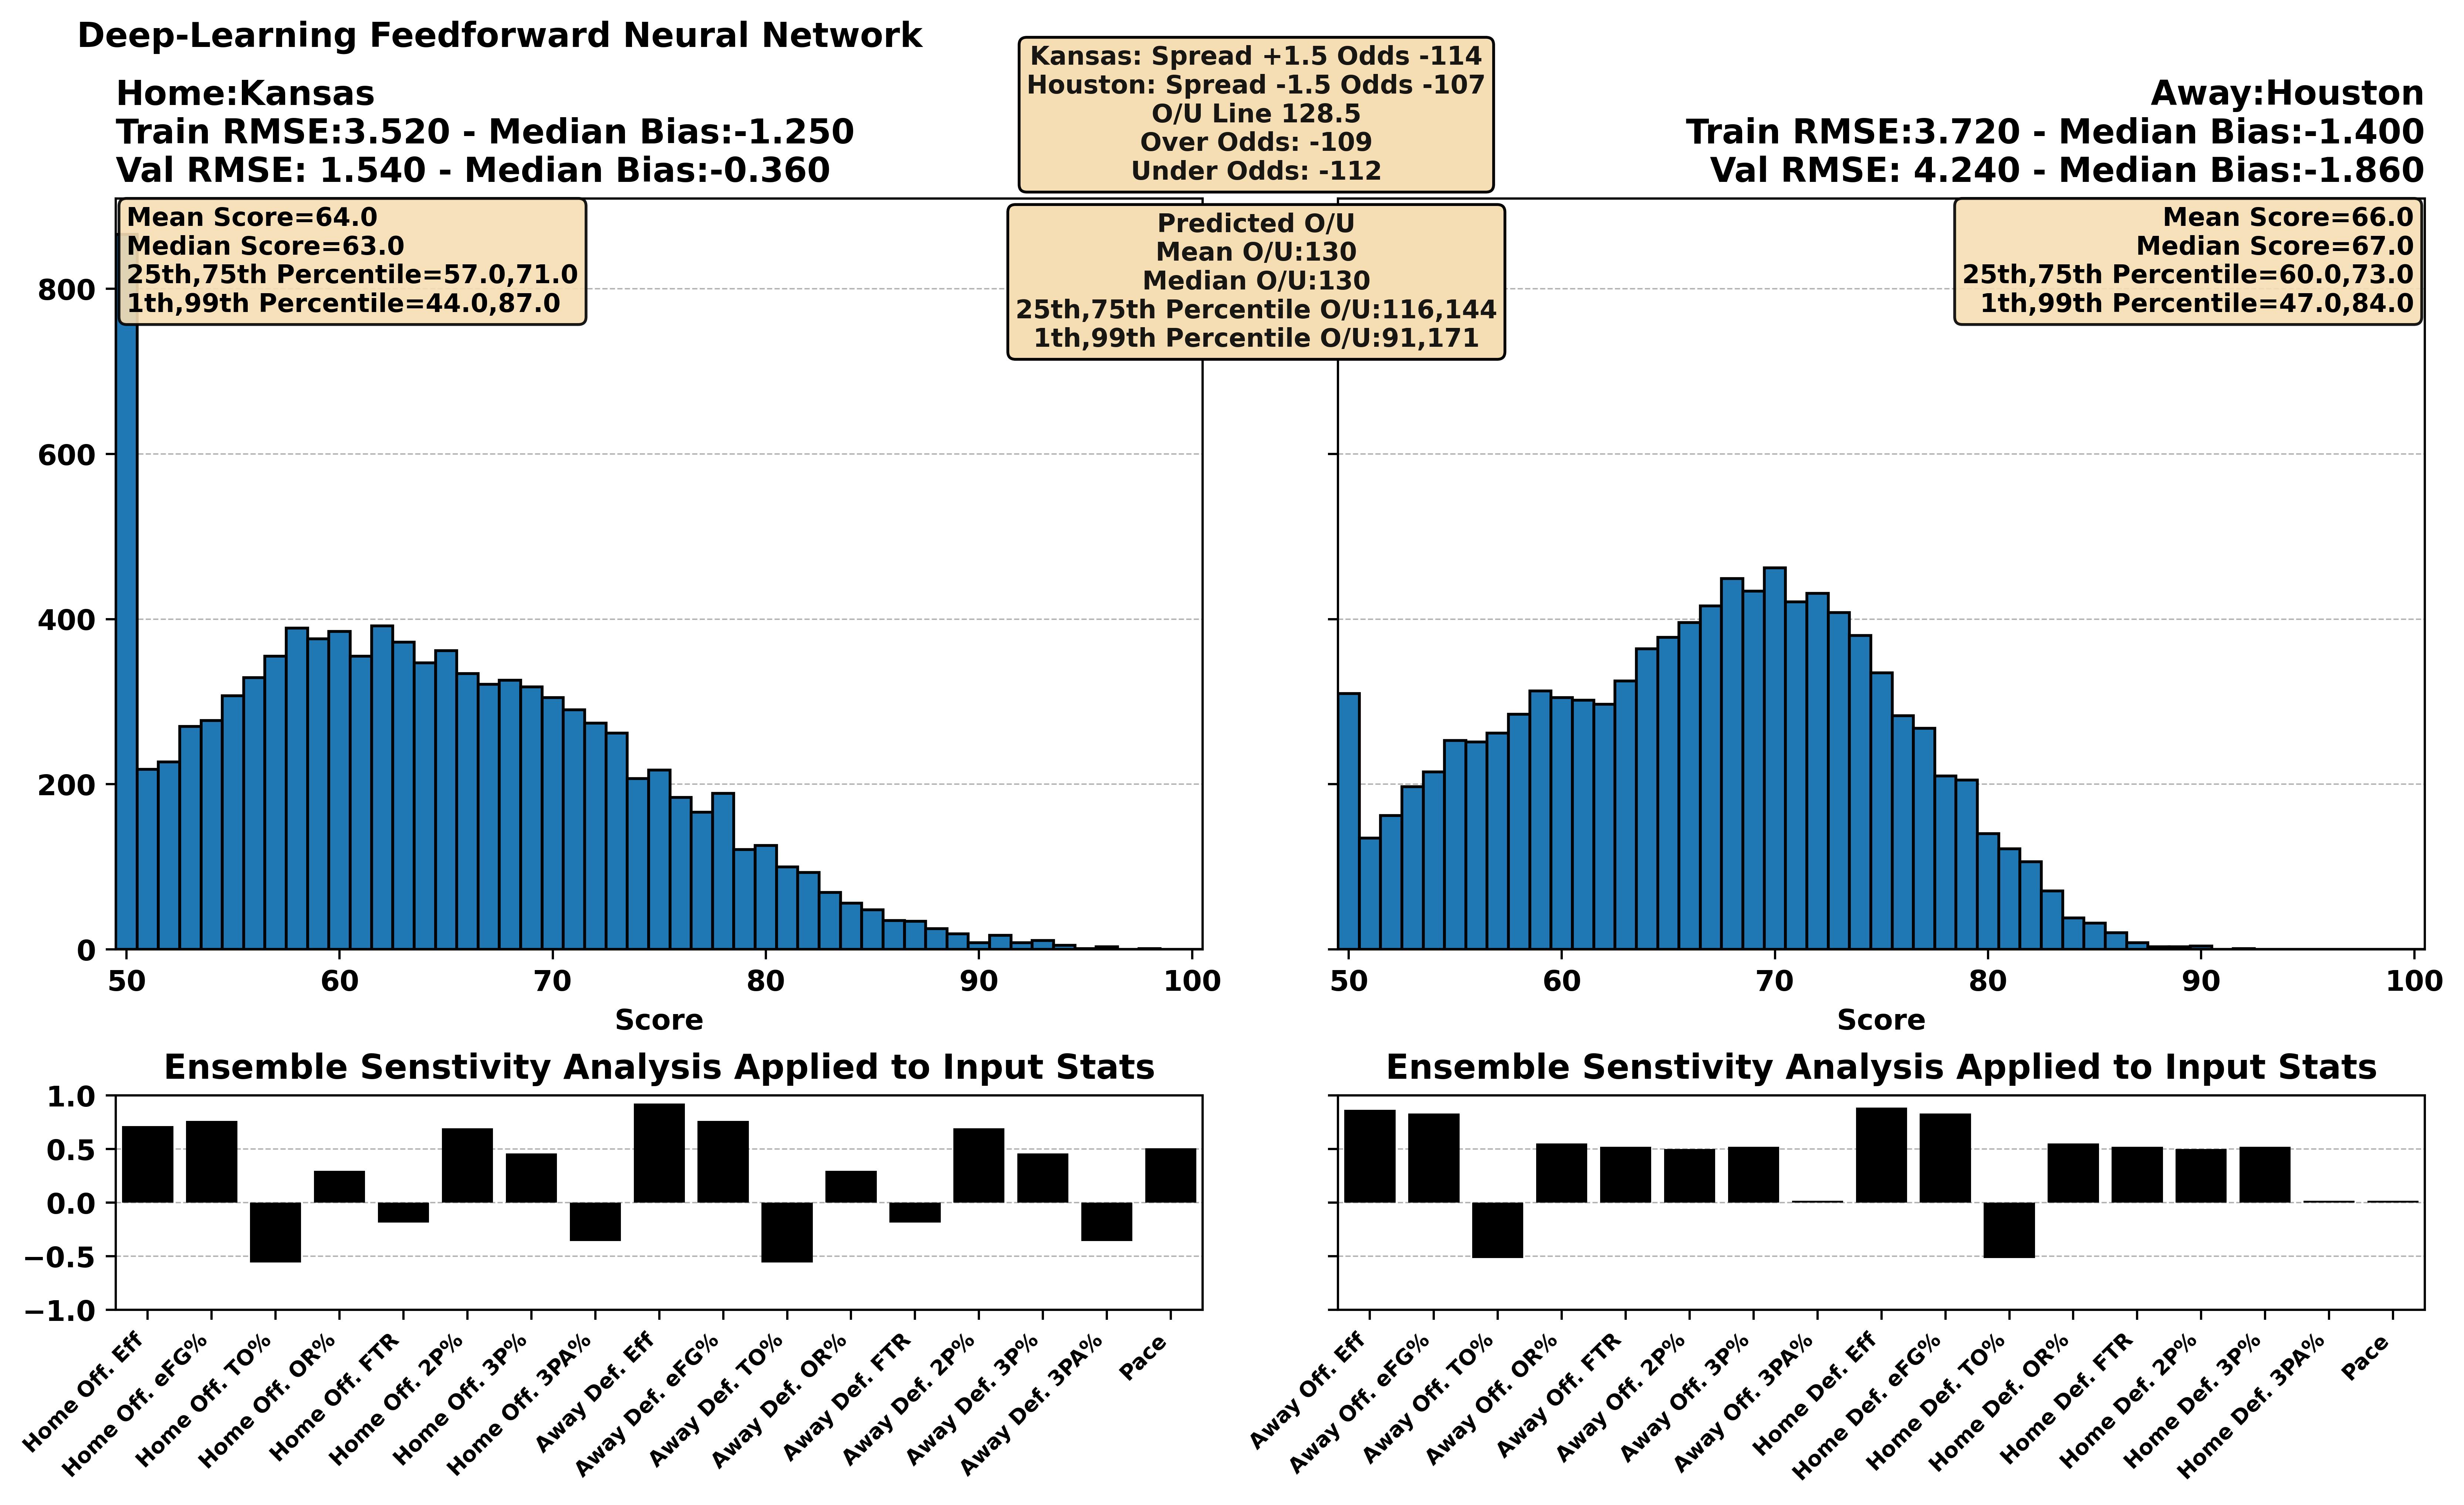 Deep-Learning Feedforward Neural Network
Kansas: Spread +1.5 Odds -114
Houston: Spread -1.5 Odds -107
O/U Line 128.5
Over Odds: -109
Under Odds: -112
Home:Kansas
Train RMSE:3.520 - Median Bias:-1.250
Val RMSE: 1.540 - Median Bias:-0.360
Away:Houston
Train RMSE:3.720 - Median Bias:-1.400
Val RMSE: 4.240 - Median Bias:-1.860
Mean Score=64.0
Median Score=63.0
25th,75th Percentile=57.0,71.0
1th,99th Percentile=44.0,87.0
Predicted O/U
Mean O/U:130
Median O/U:130
25th,75th Percentile O/U:116,144
1th,99th Percentile O/U:91,171
Mean Score=66.0
Median Score=67.0
25th,75th Percentile=60.0,73.0
1th,99th Percentile=47.0,84.0
800
600
400
200
0
50 60 70 80 90 100
Score
50 60 70 80 90 100
Score
Ensemble Senstivity Analysis Applied to Input Stats
1.0
0.5
0.0
−0.5
−1.0
Home Off. Eff
Home Off. eFG%
Home Off. TO%
Home Off. OR%
Home Off. FTR
Home Off. 2P%
Home Off. 3P%
Home Off. 3PA%
Away Def. Eff
Away Def. eFG%
Away Def. TO%
Away Def. OR%
Away Def. FTR
Away Def. 2P%
Away Def. 3P%
Away Def. 3PA%
Pace
Ensemble Senstivity Analysis Applied to Input Stats
Away Off. Eff
Away Off. eFG%
Away Off. TO%
Away Off. OR%
Away Off. FTR
Away Off. 2P%
Away Off. 3P%
Away Off. 3PA%
Home Def. Eff
Home Def. eFG%
Home Def. TO%
Home Def. OR%
Home Def. FTR
Home Def. 2P%
Home Def. 3P%
Home Def. 3PA%
Pace